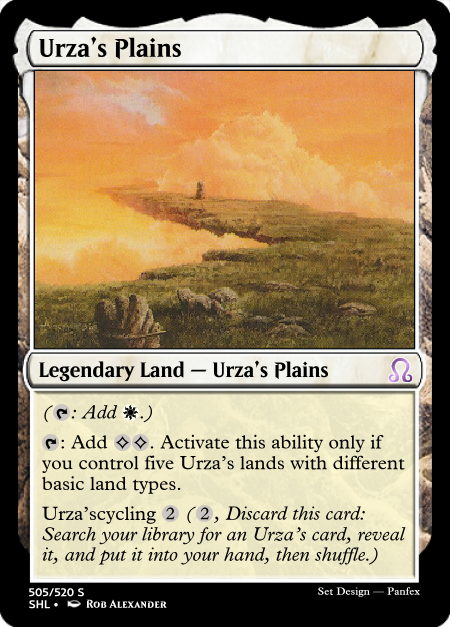 Urza's Plains
Legendary Land — Urza's Plains
(T: Add W.)
T: Add CC. Activate this ability only if
you control five Urza's lands with different
basic land types.
Urza'scycling 2 (2, Discard this card:
Search your library for an Urza's card, reveal
it, and put it into your hand, then shuffle.)
505/520 S
Set Design — Panfex
SHL • Rob Alexander